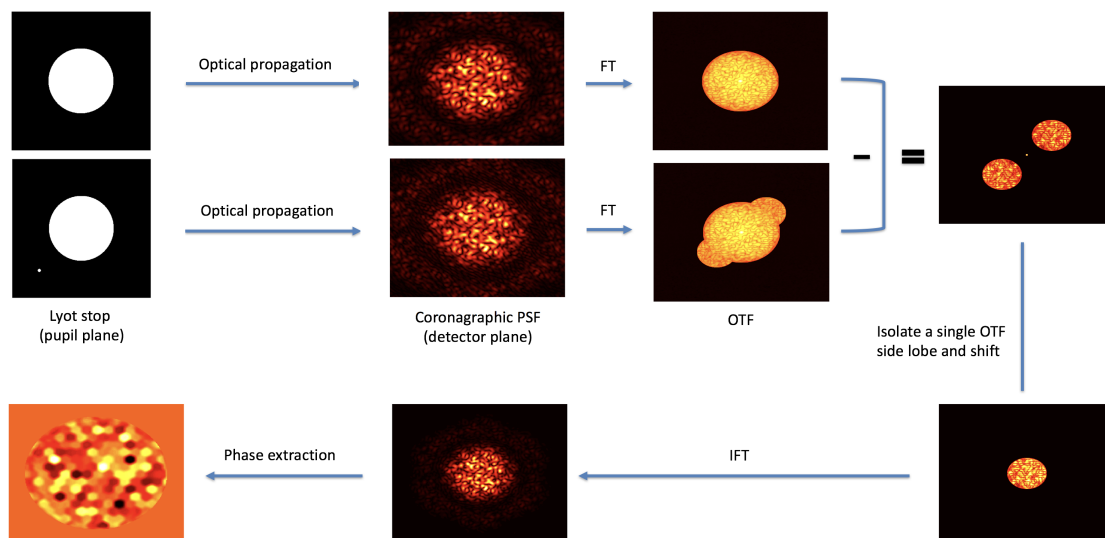 Optical propagation
FT
Optical propagation
FT
–
=
Lyot stop
(pupil plane)
Coronagraphic PSF
(detector plane)
OTF
Isolate a single OTF
side lobe and shift
Phase extraction
IFT